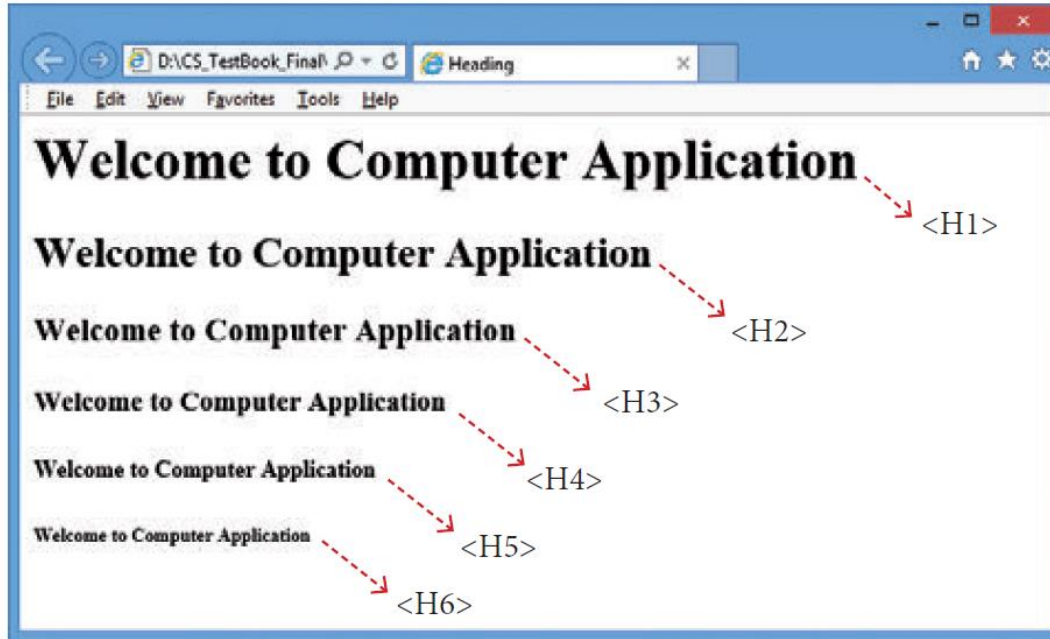 D:\CS_TestBook_Final\ Heading
File Edit View Favorites Tools Help
Welcome to Computer Application
<H1>
Welcome to Computer Application
<H2>
Welcome to Computer Application
<H3>
Welcome to Computer Application
<H4>
Welcome to Computer Application
<H5>
Welcome to Computer Application
<H6>